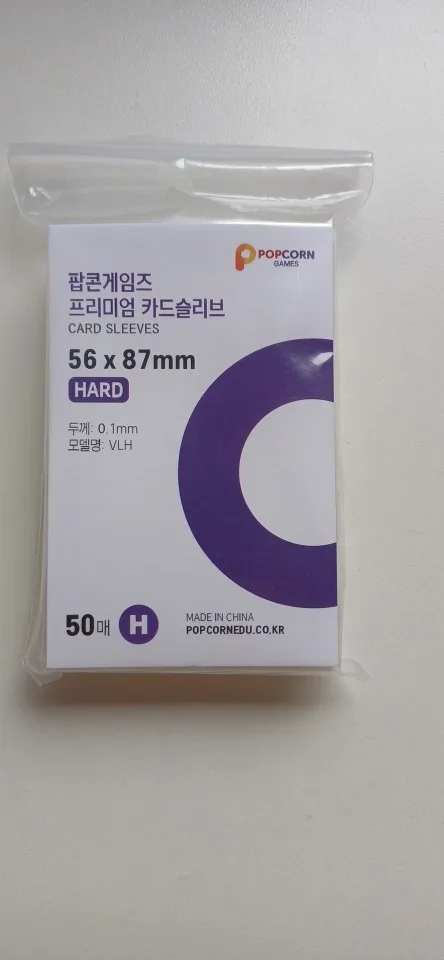 POPCORN
GAMES
팝콘게임즈
프리미엄 카드슬리브
CARD SLEEVES
56 x 87mm
HARD
두께: 0.1mm
모델명: VLH
50매 H
MADE IN CHINA
POPCORNEDU.CO.KR